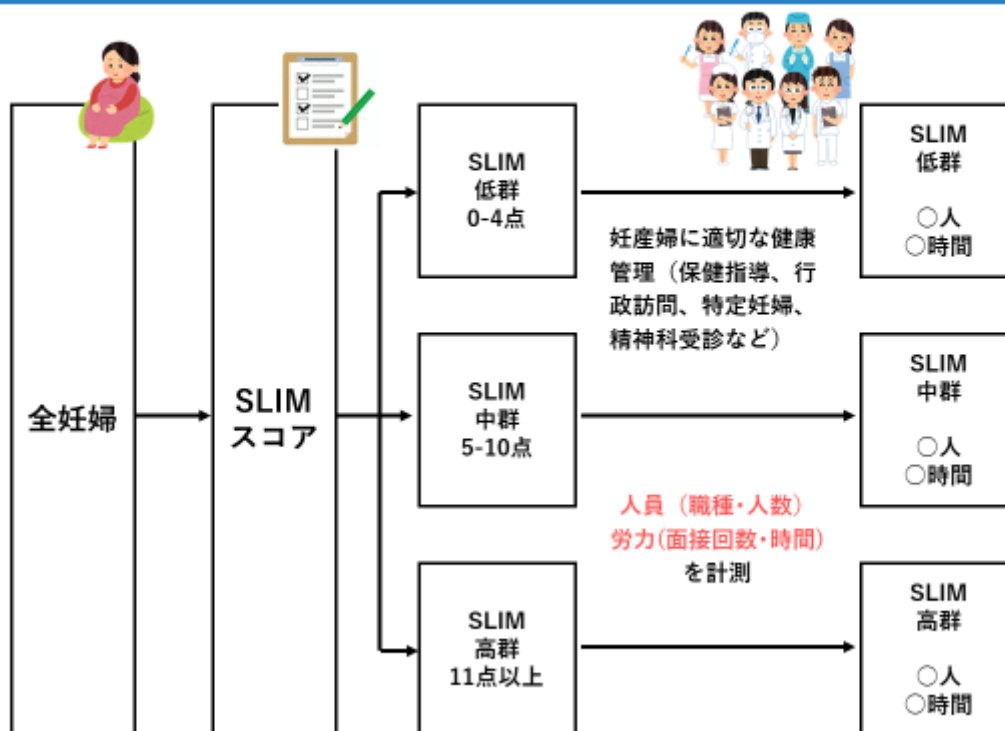 全妊婦
SLIM
スコア
SLIM
低群
0-4点
SLIM
中群
5-10点
SLIM
高群
11点以上
妊産婦に適切な健康
管理（保健指導、行
政訪問、特定妊婦、
精神科受診など）
人員（職種・人数）
労力(面接回数・時間)
を計測
SLIM
低群
○人
○時間
SLIM
中群
○人
○時間
SLIM
高群
○人
○時間